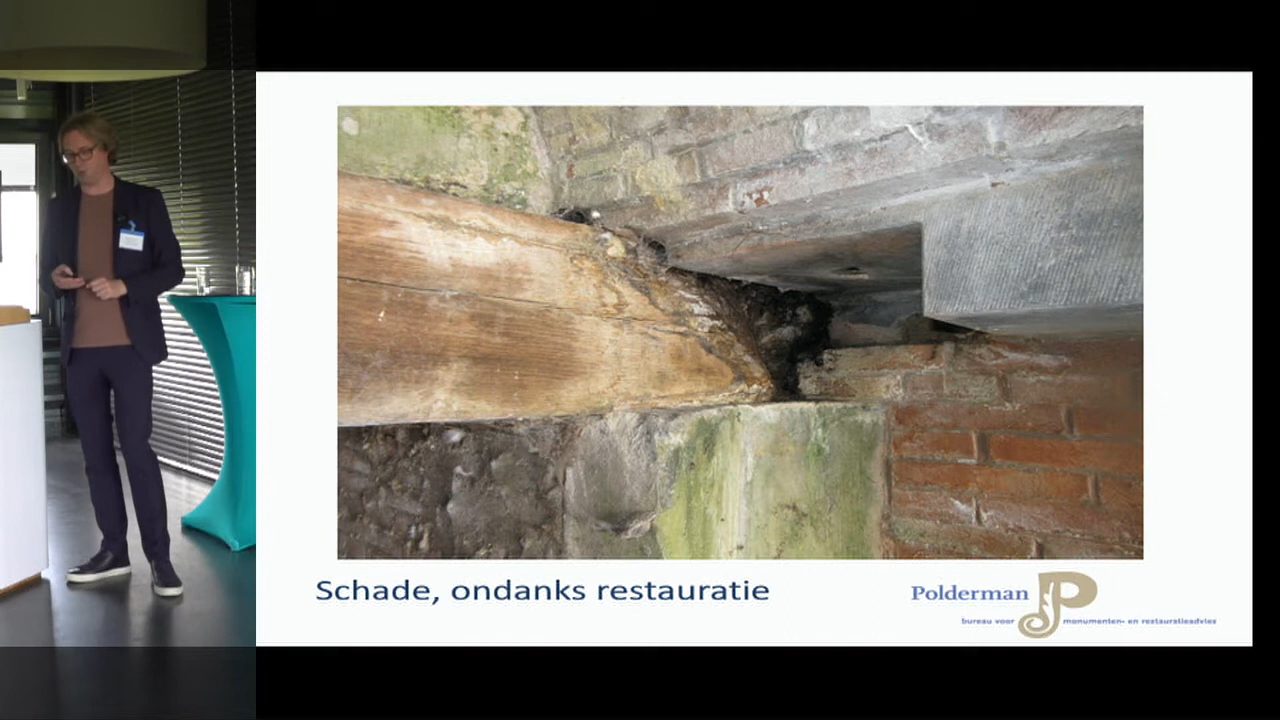 Schade, ondanks restauratie
Polderman
bureau voor monumenten- en restauratieadvies